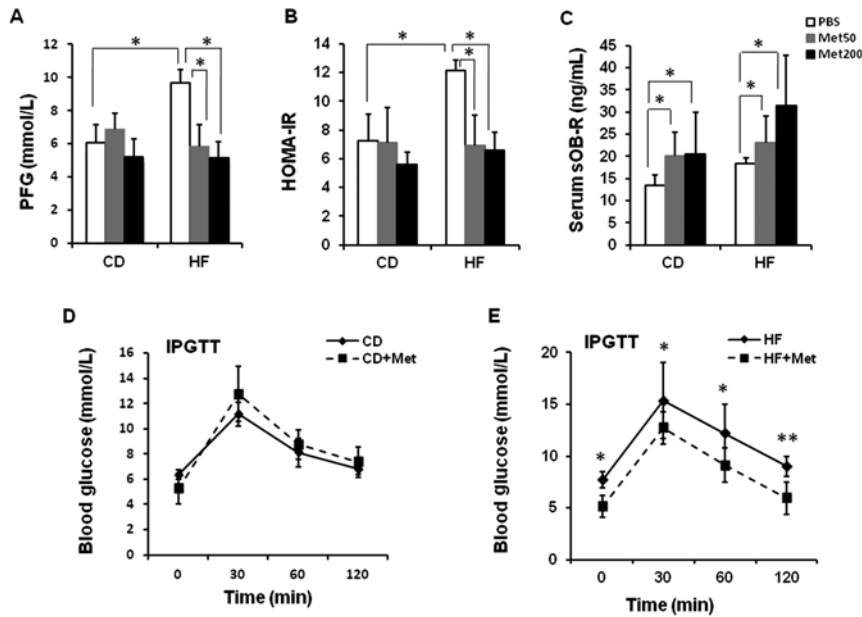 A
PFG (mmol/L)
12
10
8
6
4
2
0
*
*
*
CD
HF
B
HOMA-IR
14
12
10
8
6
4
2
0
*
*
*
CD
HF
C
Serum sOB-R (ng/mL)
45
40
35
30
25
20
15
10
5
0
PBS
Met50
Met200
*
*
*
*
CD
HF
D
IPGTT
CD
CD+Met
Blood glucose (mmol/L)
16
14
12
10
8
6
4
2
0
0 30 60 120
Time (min)
E
IPGTT
HF
HF+Met
Blood glucose (mmol/L)
20
15
10
5
0
*
*
*
**
0 30 60 120
Time (min)